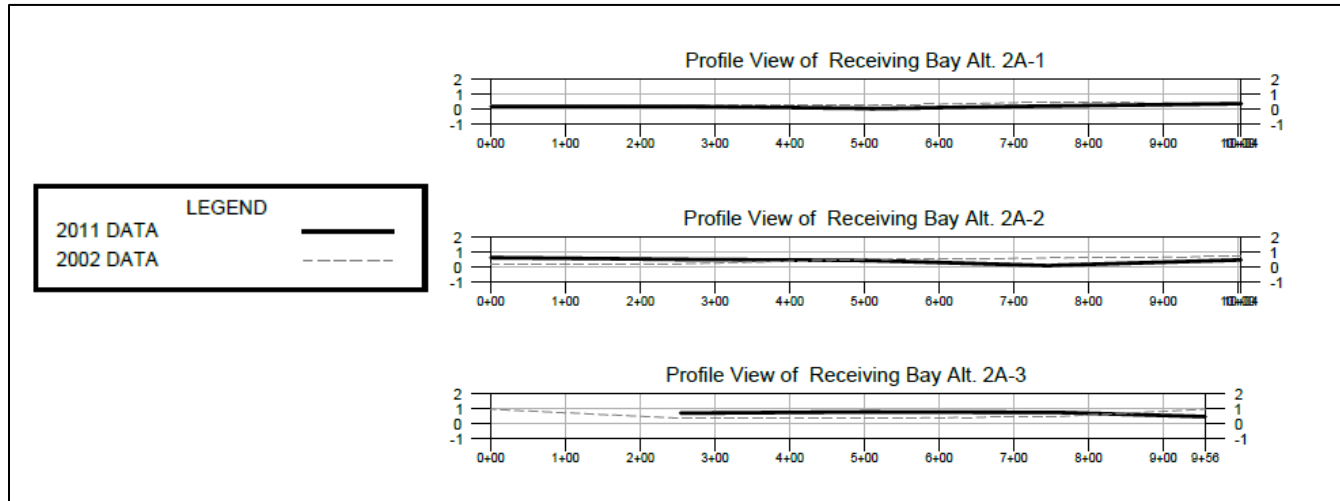 Profile View of Receiving Bay Alt. 2A-1
2 2
1 1
0 0
-1 -1
0+00 1+00 2+00 3+00 4+00 5+00 6+00 7+00 8+00 9+00
LEGEND
2011 DATA
2002 DATA
Profile View of Receiving Bay Alt. 2A-2
2 2
1 1
0 0
-1 -1
0+00 1+00 2+00 3+00 4+00 5+00 6+00 7+00 8+00 9+00
Profile View of Receiving Bay Alt. 2A-3
2 2
1 1
0 0
-1 -1
0+00 1+00 2+00 3+00 4+00 5+00 6+00 7+00 8+00 9+00 9+56